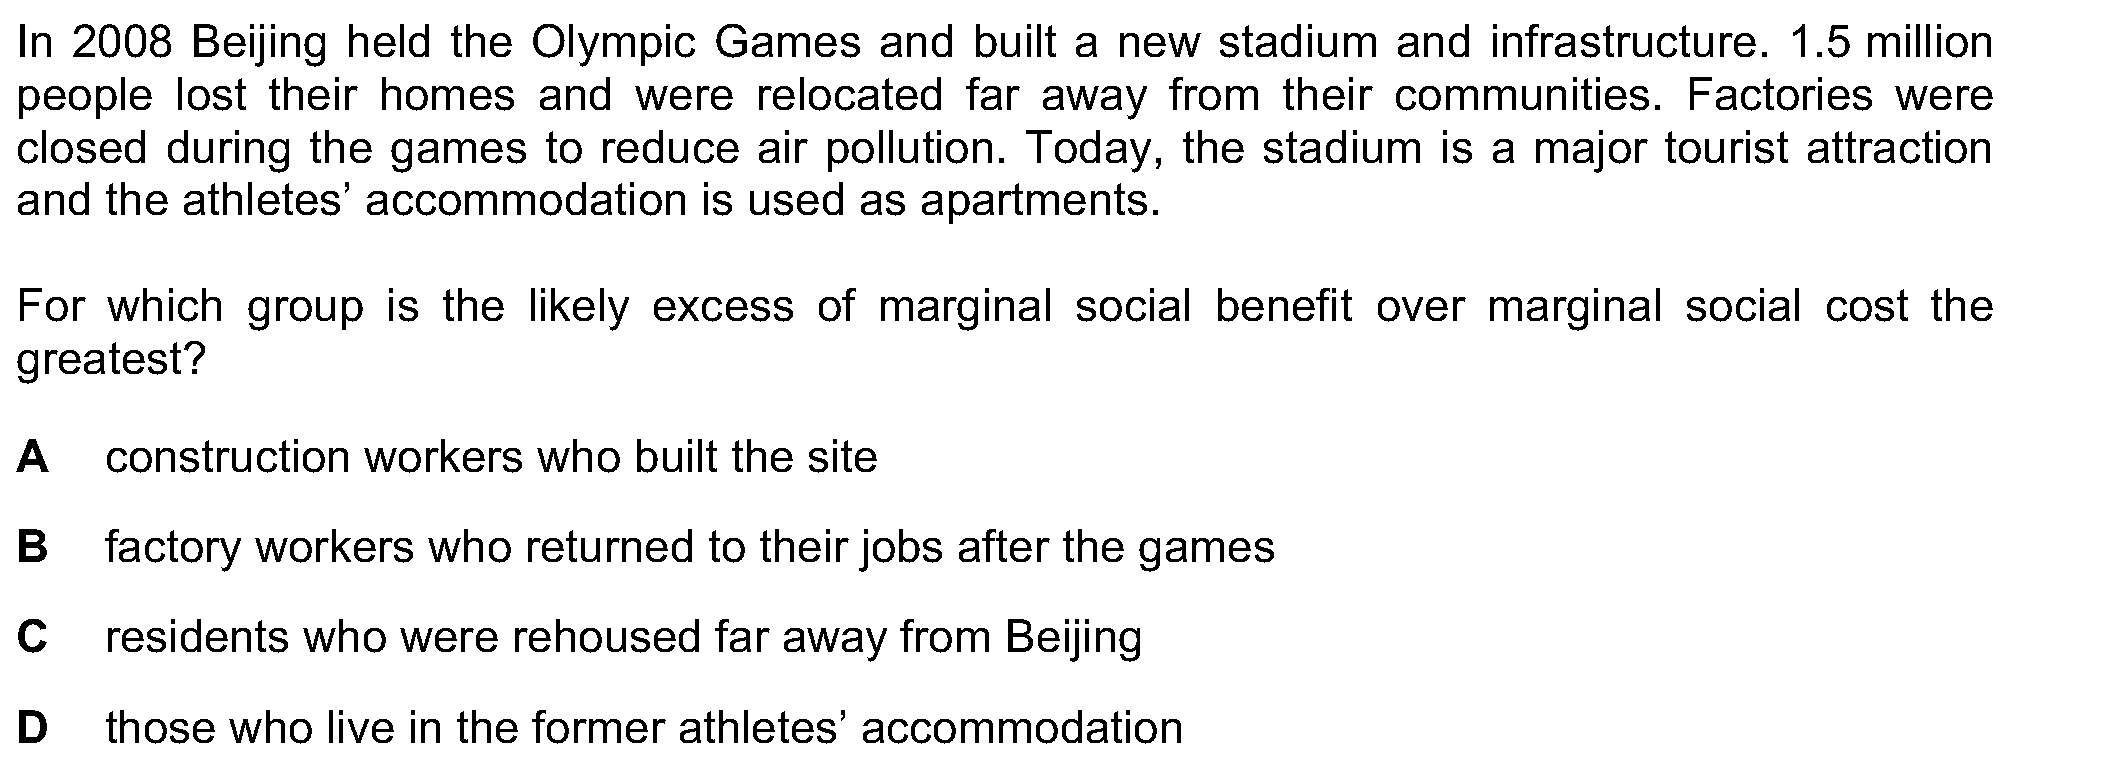 In 2008 Beijing held the Olympic Games and built a new stadium and infrastructure. 1.5 million
people lost their homes and were relocated far away from their communities. Factories were
closed during the games to reduce air pollution. Today, the stadium is a major tourist attraction
and the athletes’ accommodation is used as apartments.
For which group is the likely excess of marginal social benefit over marginal social cost the
greatest?
A construction workers who built the site
B factory workers who returned to their jobs after the games
C residents who were rehoused far away from Beijing
D those who live in the former athletes’ accommodation